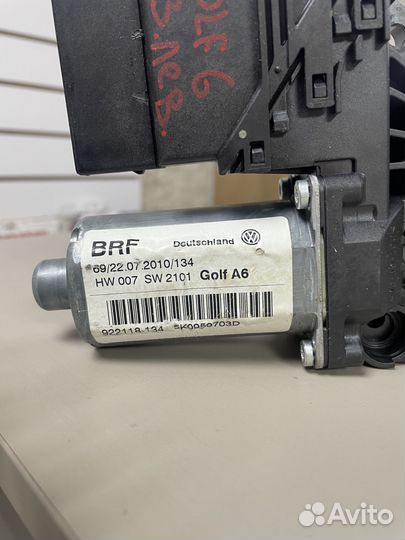 OLF 6
З.лев.
BRF Deutschland
69/22.07.2010/134
HW 007 SW 2101 Golf A6
922118-134 5K0959703D
Avito